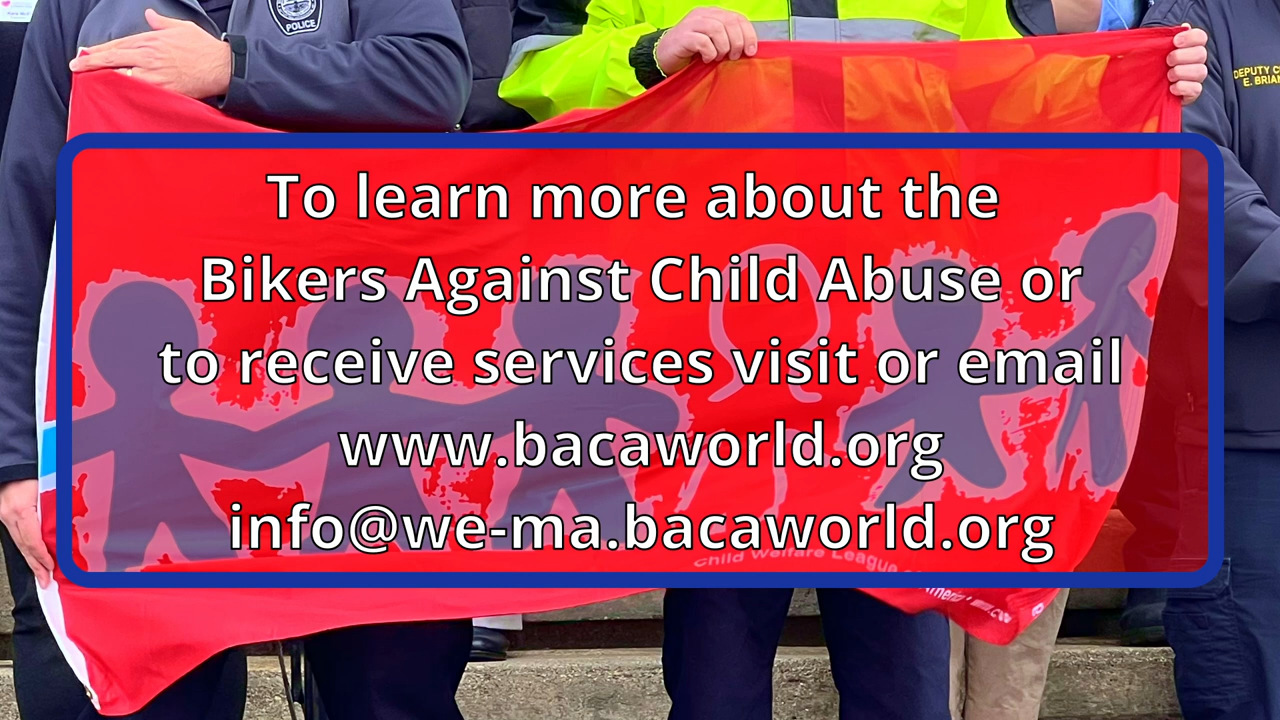 POLICE
DEPUTY
E. BRIAN
To learn more about the
Bikers Against Child Abuse or
to receive services visit or email
www.bacaworld.org
info@we-ma.bacaworld.org
Child Welfare League